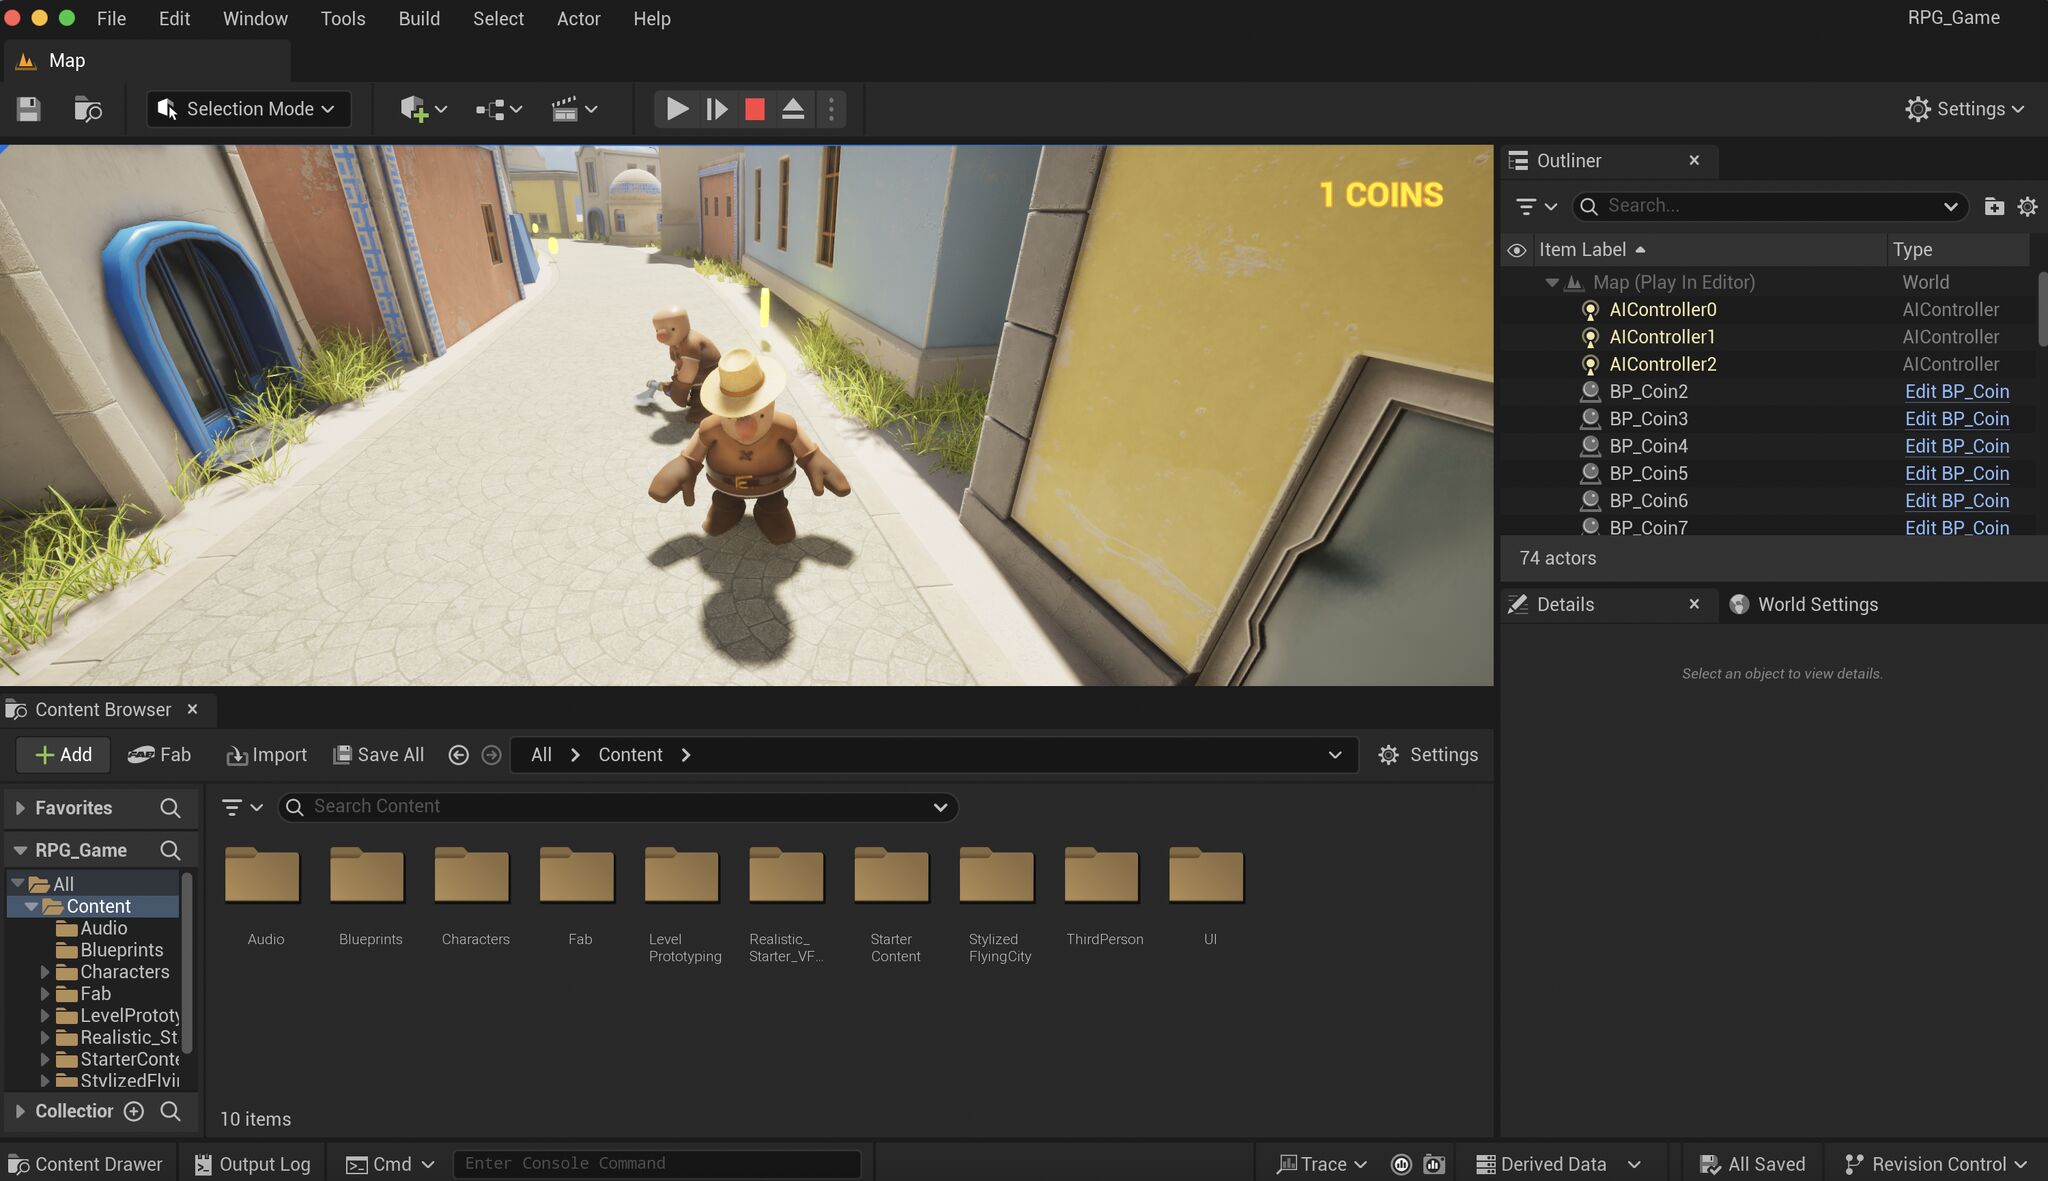 File Edit Window Tools Build Select Actor Help RPG_Game
Map
Selection Mode Settings
1 COINS
Outliner
Search...
Item Label Type
Map (Play In Editor) World
AIController0 AIController
AIController1 AIController
AIController2 AIController
BP_Coin2 Edit BP_Coin
BP_Coin3 Edit BP_Coin
BP_Coin4 Edit BP_Coin
BP_Coin5 Edit BP_Coin
BP_Coin6 Edit BP_Coin
BP_Coin7 Edit BP_Coin
74 actors
Details World Settings
Select an object to view details.
Content Browser
Add Fab Import Save All All Content Settings
Favorites
Search Content
RPG_Game
All
Content
Audio
Blueprints
Characters
Fab
LevelPrototy
Realistic_St
StarterConte
StylizedFlyin
Collection
Audio Blueprints Characters Fab Level Realistic_ Starter Stylized ThirdPerson UI
Prototyping Starter_VF... Content FlyingCity
10 items
Content Drawer Output Log Cmd Enter Console Command Trace Derived Data All Saved Revision Control